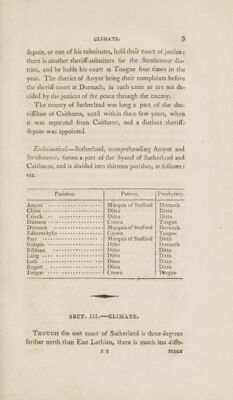 CLIMATE. 3
depute, or one of his substitutes, hold their court of justice;
there is another sheriff-substitute for the Strathnaver dis-
trict, and he holds his court at Tongue four times in the
year. The district of Assynt bring their complaints before
the sheriff-court at Dornoch, in such cases as are not de-
cided by the justices of the peace through the county.
The county of Sutherland was long a part of the she-
riffdom of Caithness, until within these few years, when
it was separated from Caithness, and a distinct sheriff-
depute was appointed.
Ecclesiastical.—Sutherland, comprehending Assynt and
Strathnaver, forms a part of the Synod of Sutherland and
Caithness, and is divided into thirteen parishes, as follows:
viz.
Parishes. Patron. Presbytery.
Assynt Marquis of Stafford Dornoch
Clyne Ditto Ditto
Criech Ditto Ditto
Durness Crown Tongue
Dornoch Marquis of Stafford Dornoch
Edderachylis Crown Tongue
Farr Marquis of Stafford Ditto
Golspie Ditto Dornoch
Kildonan Ditto Ditto
Lairg Ditto Ditto
Loth Ditto Ditto
Rogart Ditto Ditto
Tongue Crown Tongue
SECT. III.—CLIMATE.
Though the east coast of Sutherland is three degrees
farther north than East Lothian, there is much less diffe-
B 2 rence